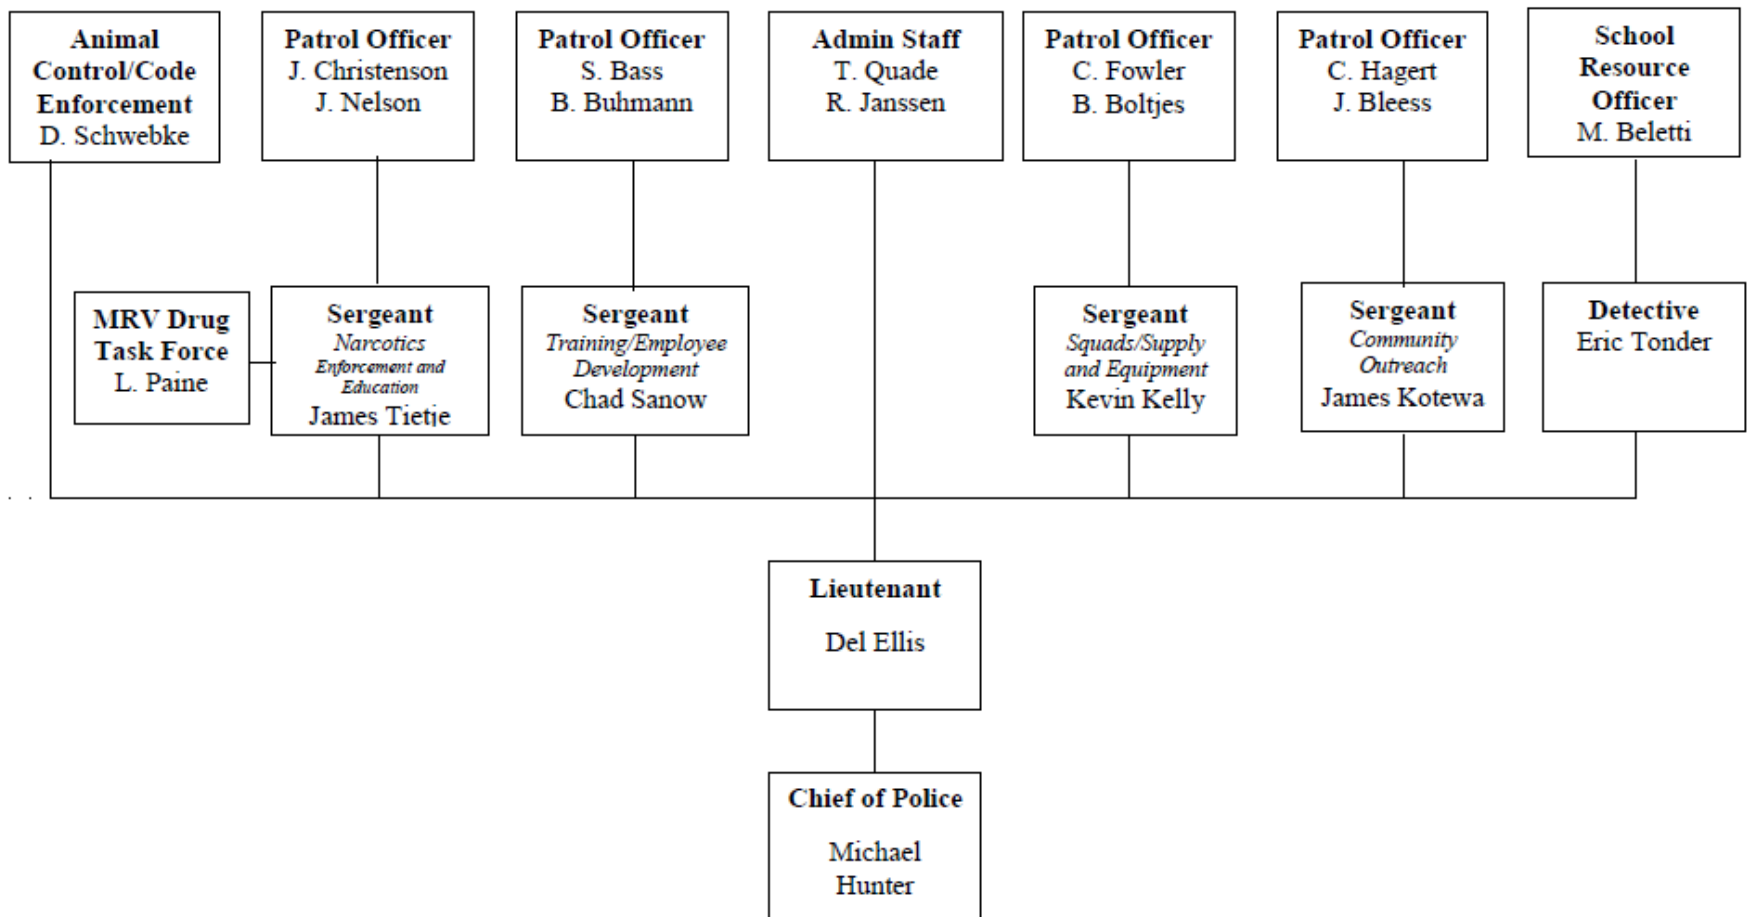 Animal
Control/Code
Enforcement
D. Schwebke
Patrol Officer
J. Christenson
J. Nelson
Patrol Officer
S. Bass
B. Buhmann
Admin Staff
T. Quade
R. Janssen
Patrol Officer
C. Fowler
B. Boltjes
Patrol Officer
C. Hagert
J. Bleess
School
Resource
Officer
M. Beletti
MRV Drug
Task Force
L. Paine
Sergeant
Narcotics
Enforcement and
Education
James Tietje
Sergeant
Training/Employee
Development
Chad Sanow
Sergeant
Squads/Supply
and Equipment
Kevin Kelly
Sergeant
Community
Outreach
James Kotewa
Detective
Eric Tonder
Lieutenant
Del Ellis
Chief of Police
Michael
Hunter